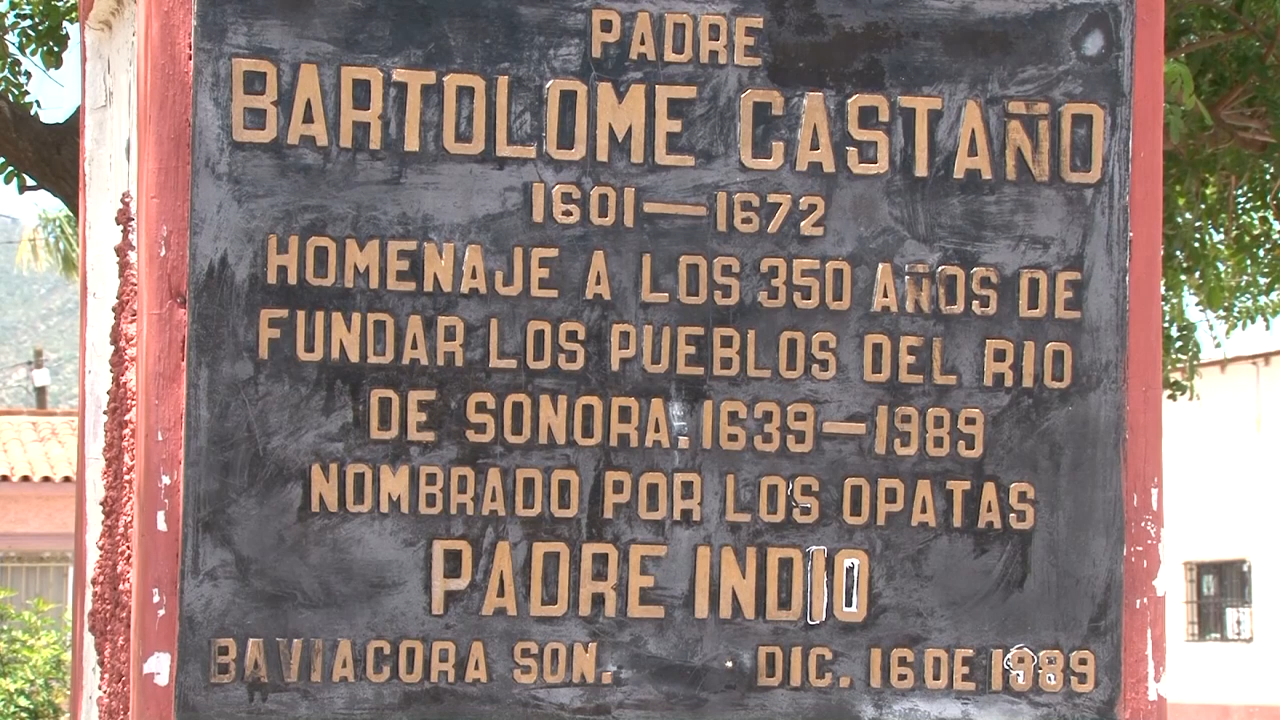 PADRE
BARTOLOME CASTAÑO
1601—1672
HOMENAJE A LOS 350 AÑOS DE
FUNDAR LOS PUEBLOS DEL RIO
DE SONORA. 1639—1989
NOMBRADO POR LOS OPATAS
PADRE INDIO
BAVIACORA SON. DIC. 16 DE 1989